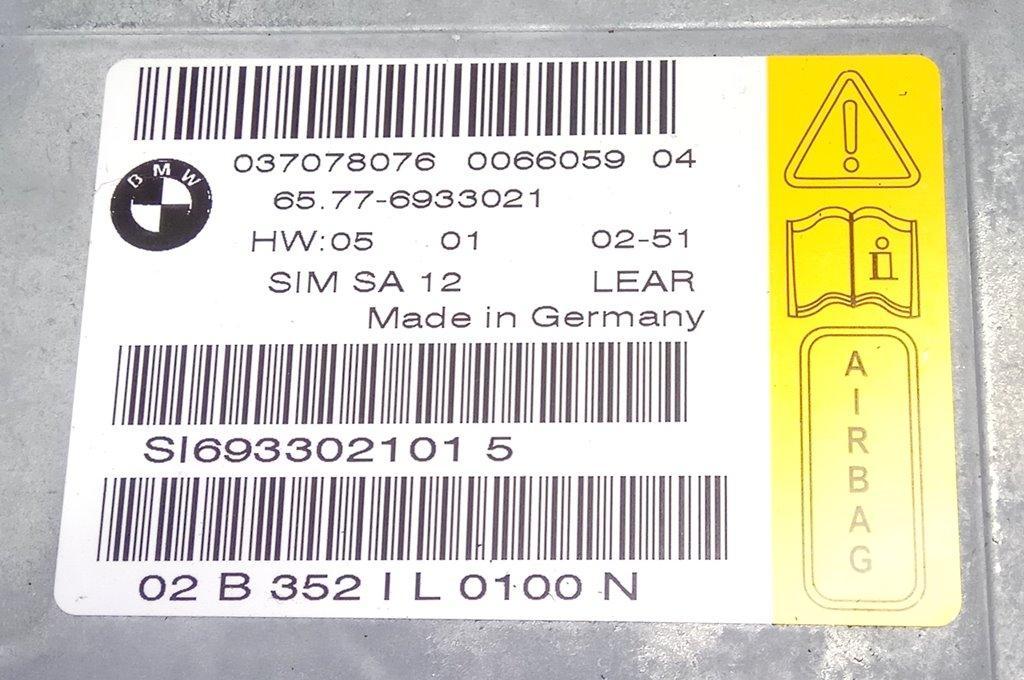 037078076 0066059 04
BMW
65.77-6933021
HW:05 01 02-51
SIM SA 12 LEAR
Made in Germany
SI693302101 5
02 B 352 I L 0100 N
i
AIRBAG